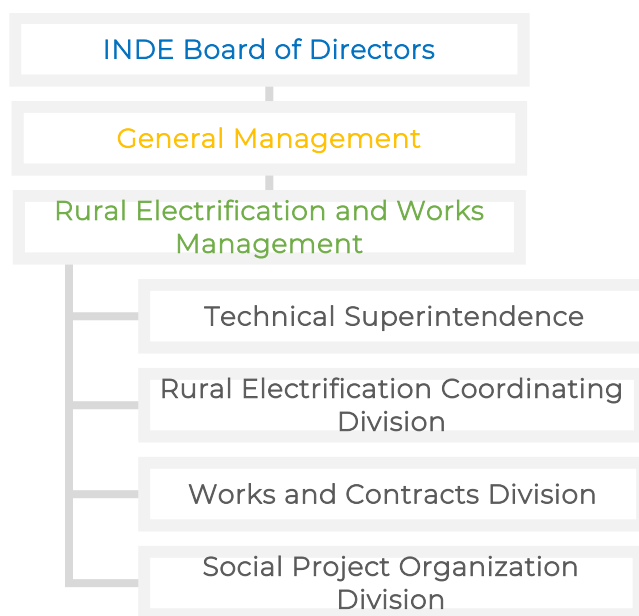 INDE Board of Directors
General Management
Rural Electrification and Works
Management
Technical Superintendence
Rural Electrification Coordinating
Division
Works and Contracts Division
Social Project Organization
Division